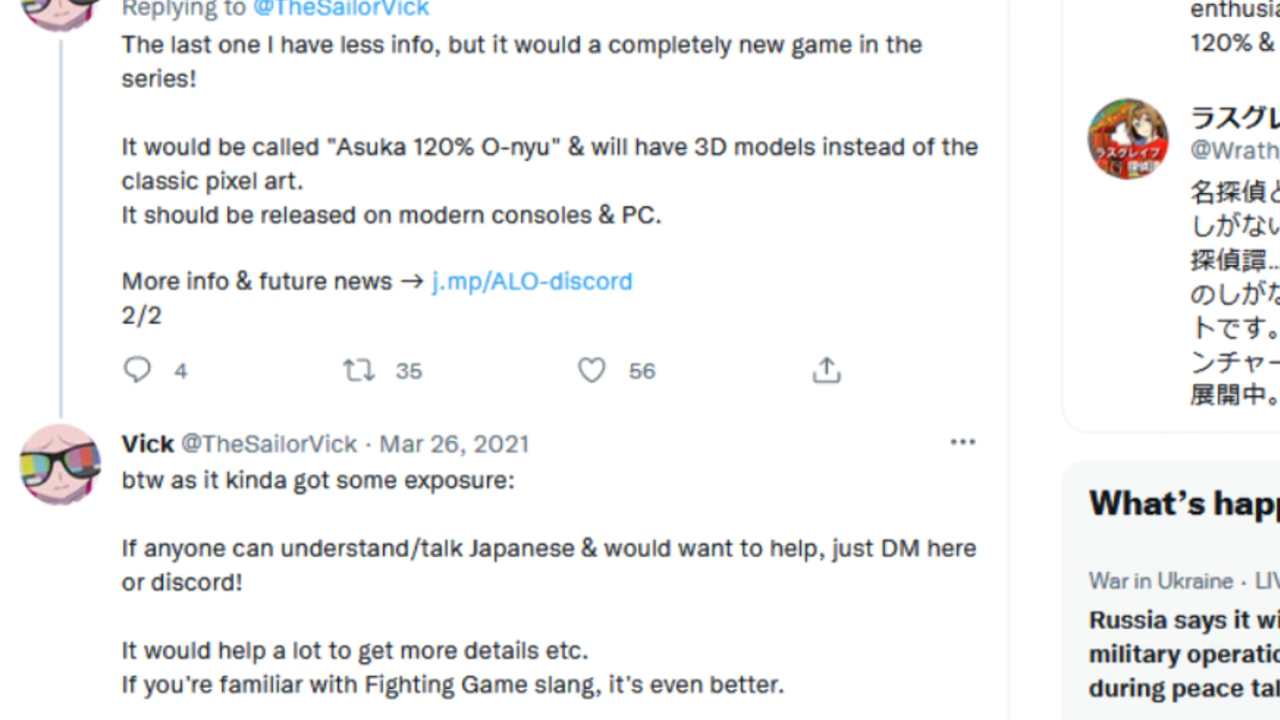 Replying to @TheSailorVick
The last one I have less info, but it would a completely new game in the
series!
It would be called "Asuka 120% O-nyu" & will have 3D models instead of the
classic pixel art.
It should be released on modern consoles & PC.
More info & future news → j.mp/ALO-discord
2/2
4 35 56
Vick @TheSailorVick · Mar 26, 2021
btw as it kinda got some exposure:
If anyone can understand/talk Japanese & would want to help, just DM here
or discord!
It would help a lot to get more details etc.
If you're familiar with Fighting Game slang, it's even better.
120% &
ラスグレイブ
探偵
ラスグ
@Wrath
名探偵
しがない
探偵譚...
のしがな
トです。
ンチャー
展開中。
What's
War in Ukraine ·
Russia says it
military
during peace